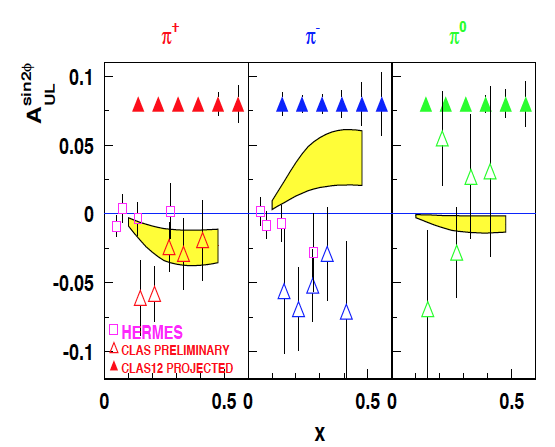 π+ π- π0
A UL sin2ϕ
0.1
0.05
0
-0.05
-0.1
HERMES
CLAS PRELIMINARY
CLAS12 PROJECTED
0 0.5 0 0.5 0 0.5
X